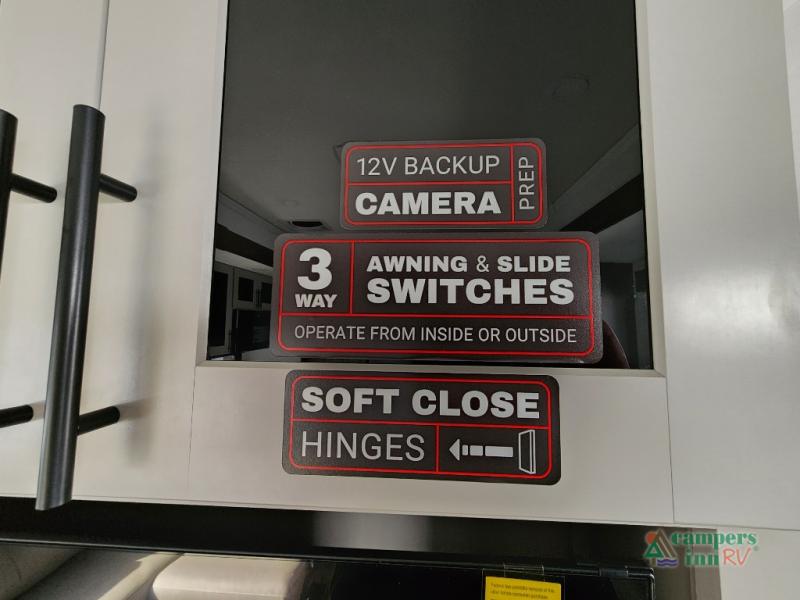 12V BACKUP
CAMERA
PREP
3
WAY
AWNING & SLIDE
SWITCHES
OPERATE FROM INSIDE OR OUTSIDE
SOFT CLOSE
HINGES
campers
inn RV